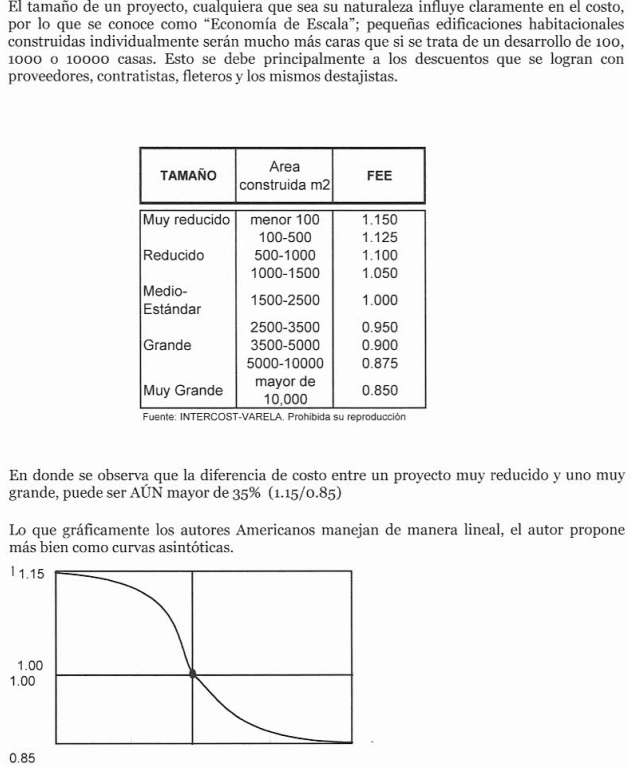 El tamaño de un proyecto, cualquiera que sea su naturaleza influye claramente en el costo,
por lo que se conoce como “Economía de Escala”; pequeñas edificaciones habitacionales
construidas individualmente serán mucho más caras que si se trata de un desarrollo de 100,
1000 o 10000 casas. Esto se debe principalmente a los descuentos que se logran con
proveedores, contratistas, fleteros y los mismos destajistas.
TAMAÑO Area construida m2 FEE
Muy reducido menor 100 1.150
100-500 1.125
Reducido 500-1000 1.100
1000-1500 1.050
Medio-Estándar 1500-2500 1.000
2500-3500 0.950
Grande 3500-5000 0.900
5000-10000 0.875
Muy Grande mayor de 10,000 0.850
Fuente: INTERCOST-VARELA. Prohibida su reproducción
En donde se observa que la diferencia de costo entre un proyecto muy reducido y uno muy
grande, puede ser AÚN mayor de 35% (1.15/0.85)
Lo que gráficamente los autores Americanos manejan de manera lineal, el autor propone
más bien como curvas asintóticas.
1.15
1.00
1.00
0.85